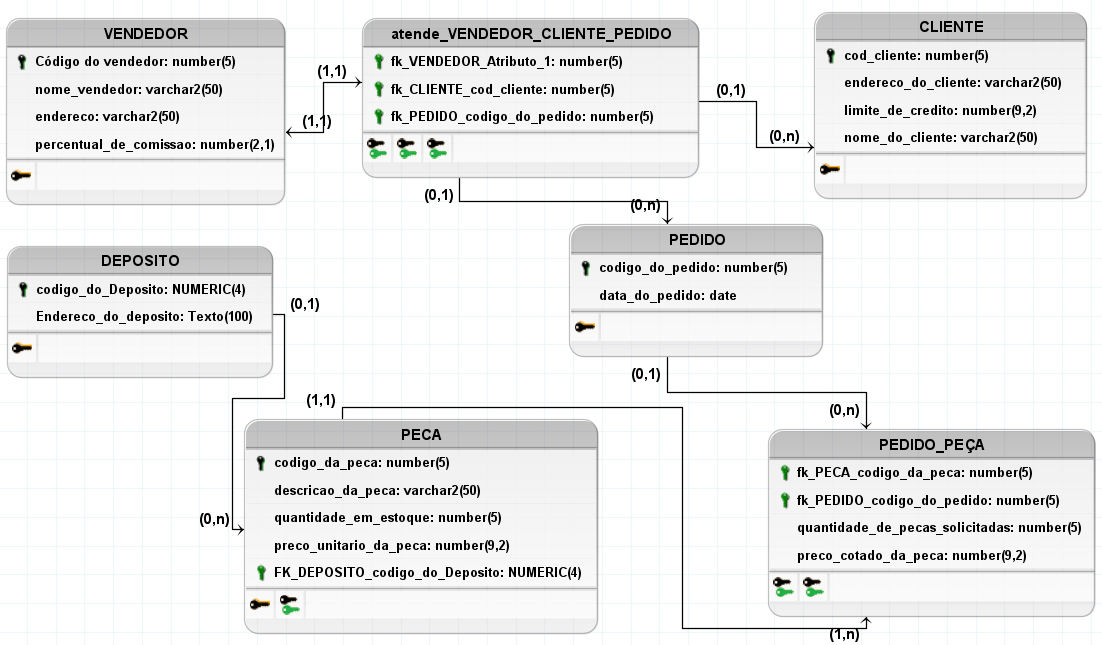 VENDEDOR
Código do vendedor: number(5)
nome_vendedor: varchar2(50)
endereco: varchar2(50)
percentual_de_comissao: number(2,1)
(1,1)
(1,1)
atende_VENDEDOR_CLIENTE_PEDIDO
fk_VENDEDOR_Atributo_1: number(5)
fk_CLIENTE_cod_cliente: number(5)
fk_PEDIDO_codigo_do_pedido: number(5)
(0,1)
(0,n)
CLIENTE
cod_cliente: number(5)
endereco_do_cliente: varchar2(50)
limite_de_credito: number(9,2)
nome_do_cliente: varchar2(50)
(0,1)
(0,n)
PEDIDO
codigo_do_pedido: number(5)
data_do_pedido: date
DEPOSITO
codigo_do_Deposito: NUMERIC(4)
Endereco_do_deposito: Texto(100)
(0,1)
(0,n)
(0,1)
(0,n)
(1,1)
(1,n)
PECA
codigo_da_peca: number(5)
descricao_da_peca: varchar2(50)
quantidade_em_estoque: number(5)
preco_unitario_da_peca: number(9,2)
FK_DEPOSITO_codigo_do_Deposito: NUMERIC(4)
PEDIDO_PEÇA
fk_PECA_codigo_da_peca: number(5)
fk_PEDIDO_codigo_do_pedido: number(5)
quantidade_de_pecas_solicitadas: number(5)
preco_cotado_da_peca: number(9,2)